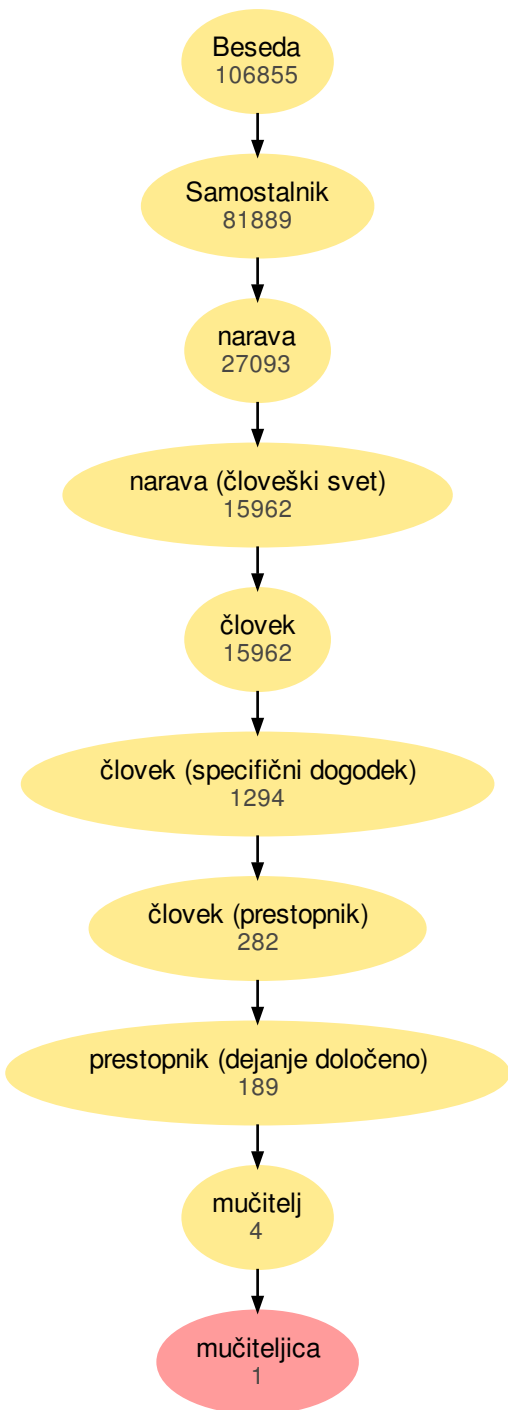 Beseda
106855
Samostalnik
81889
narava
27093
narava (človeški svet)
15962
človek
15962
človek (specifični dogodek)
1294
človek (prestopnik)
282
prestopnik (dejanje določeno)
189
mučitelj
4
mučiteljica
1